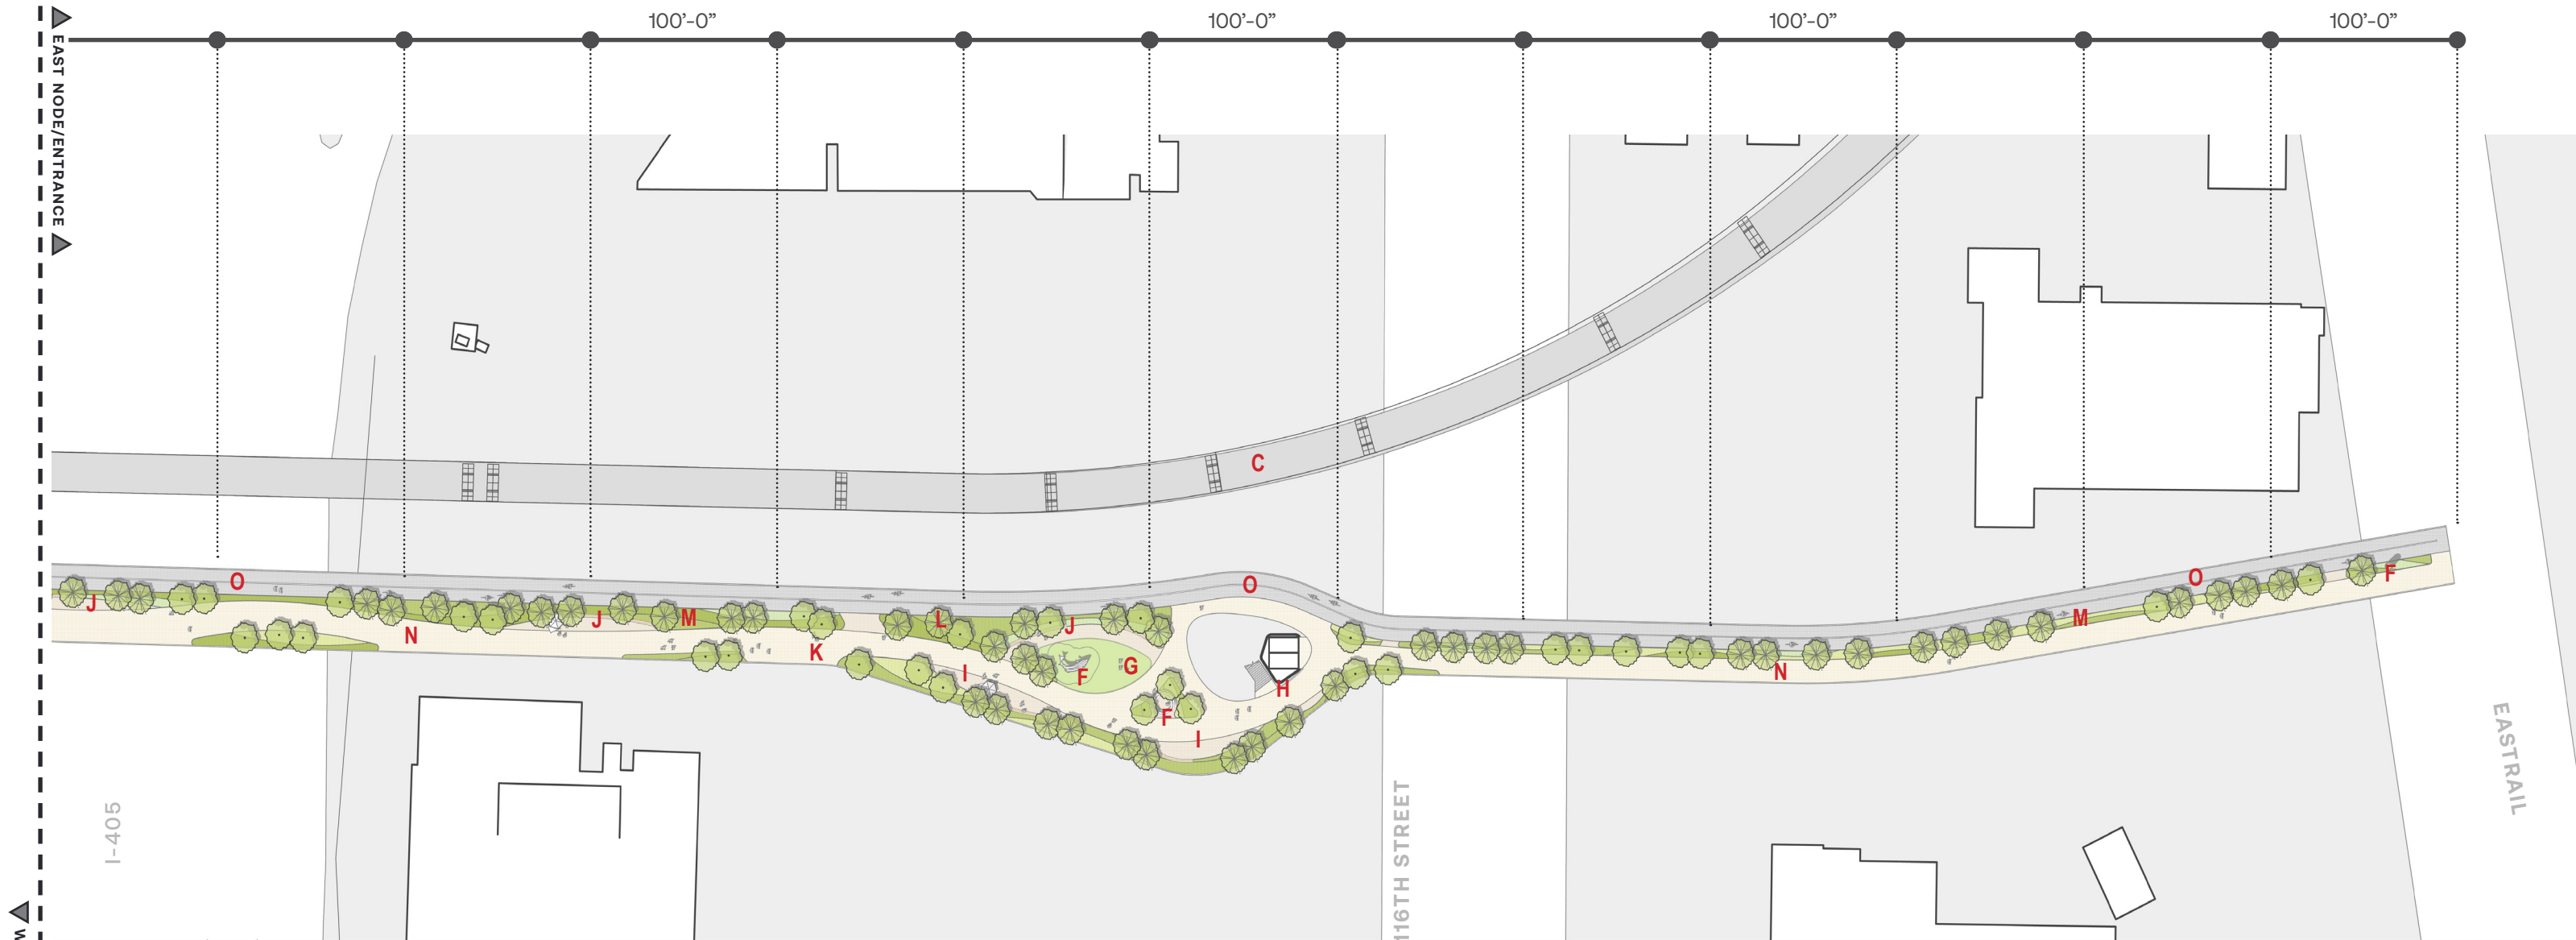 100'-0” 100'-0” 100'-0” 100'-0”
EAST NODE/ENTRANCE
C
O
O
O
J
J
M
L
J
M
F
N
K
I
F
G
N
H
F
I
I-405
116TH STREET
EASTRAIL
W